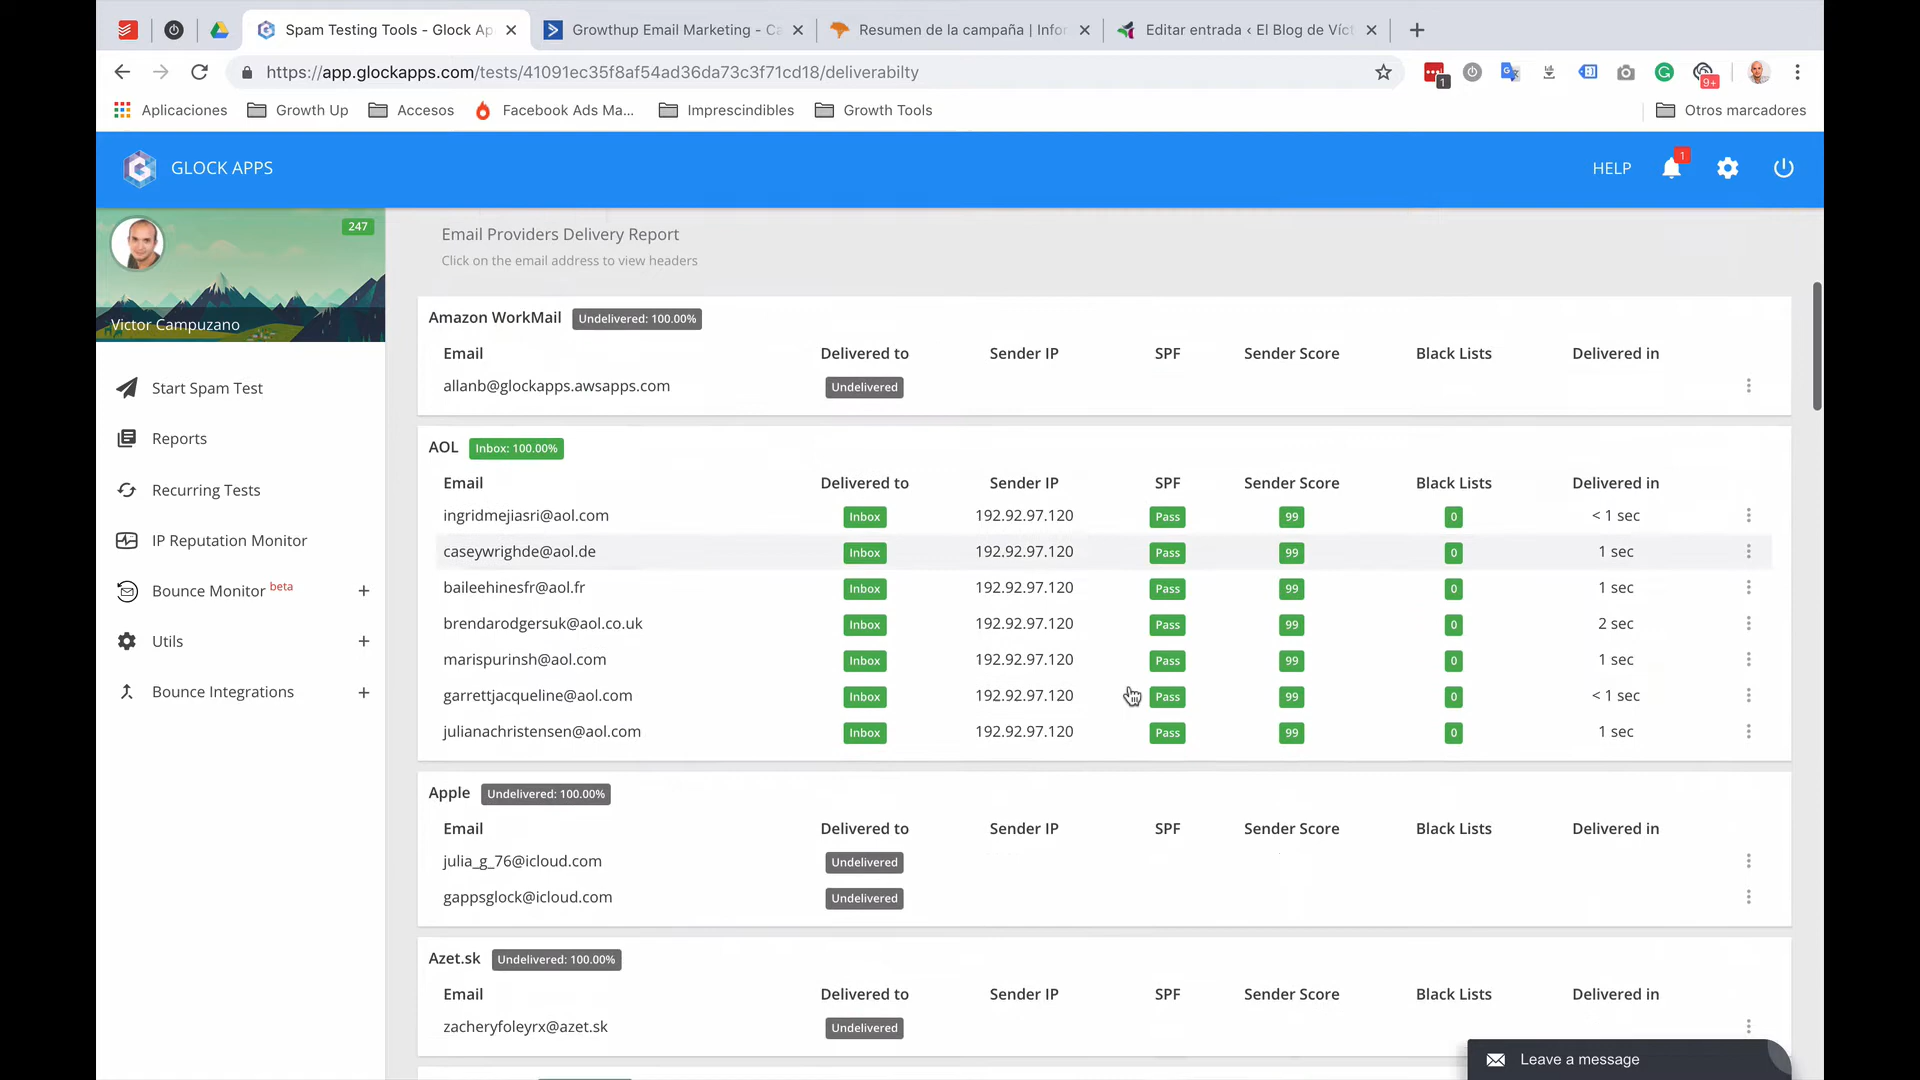 Spam Testing Tools - Glock Ap
Growthup Email Marketing - Ca
Resumen de la campaña | Infor
Editar entrada ‹ El Blog de Víct
https://app.glockapps.com/tests/41091ec35f8af54ad36da73c3f71cd18/deliverabilty
1
9+
Aplicaciones
Growth Up
Accesos
Facebook Ads Ma...
Imprescindibles
Growth Tools
Otros marcadores
GLOCK APPS
HELP
1
247
Victor Campuzano
Start Spam Test
Reports
Recurring Tests
IP Reputation Monitor
Bounce Monitor beta +
Utils +
Bounce Integrations +
Email Providers Delivery Report
Click on the email address to view headers
Amazon WorkMail Undelivered: 100.00%
Email Delivered to Sender IP SPF Sender Score Black Lists Delivered in
allanb@glockapps.awsapps.com Undelivered
AOL Inbox: 100.00%
Email Delivered to Sender IP SPF Sender Score Black Lists Delivered in
ingridmejiasri@aol.com Inbox 192.92.97.120 Pass 99 0 < 1 sec
caseywrighde@aol.de Inbox 192.92.97.120 Pass 99 0 1 sec
baileehinesfr@aol.fr Inbox 192.92.97.120 Pass 99 0 1 sec
brendarodgersuk@aol.co.uk Inbox 192.92.97.120 Pass 99 0 2 sec
marispurinsh@aol.com Inbox 192.92.97.120 Pass 99 0 1 sec
garrettjacqueline@aol.com Inbox 192.92.97.120 Pass 99 0 < 1 sec
julianachristensen@aol.com Inbox 192.92.97.120 Pass 99 0 1 sec
Apple Undelivered: 100.00%
Email Delivered to Sender IP SPF Sender Score Black Lists Delivered in
julia_g_76@icloud.com Undelivered
gappsglock@icloud.com Undelivered
Azet.sk Undelivered: 100.00%
Email Delivered to Sender IP SPF Sender Score Black Lists Delivered in
zacheryfoleyrx@azet.sk Undelivered
Leave a message